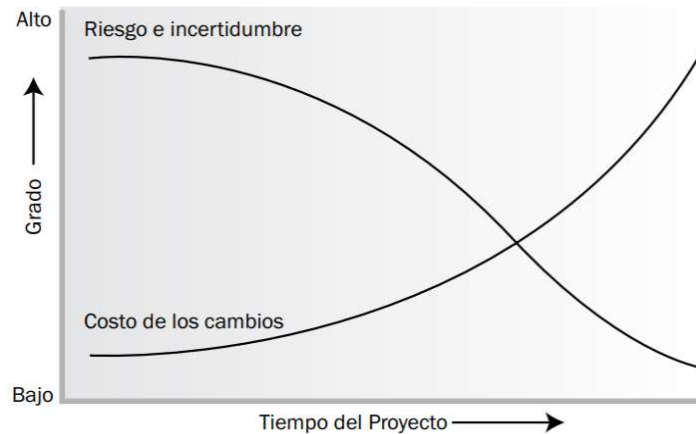 Alto
Riesgo e incertidumbre
Grado
Costo de los cambios
Bajo
Tiempo del Proyecto